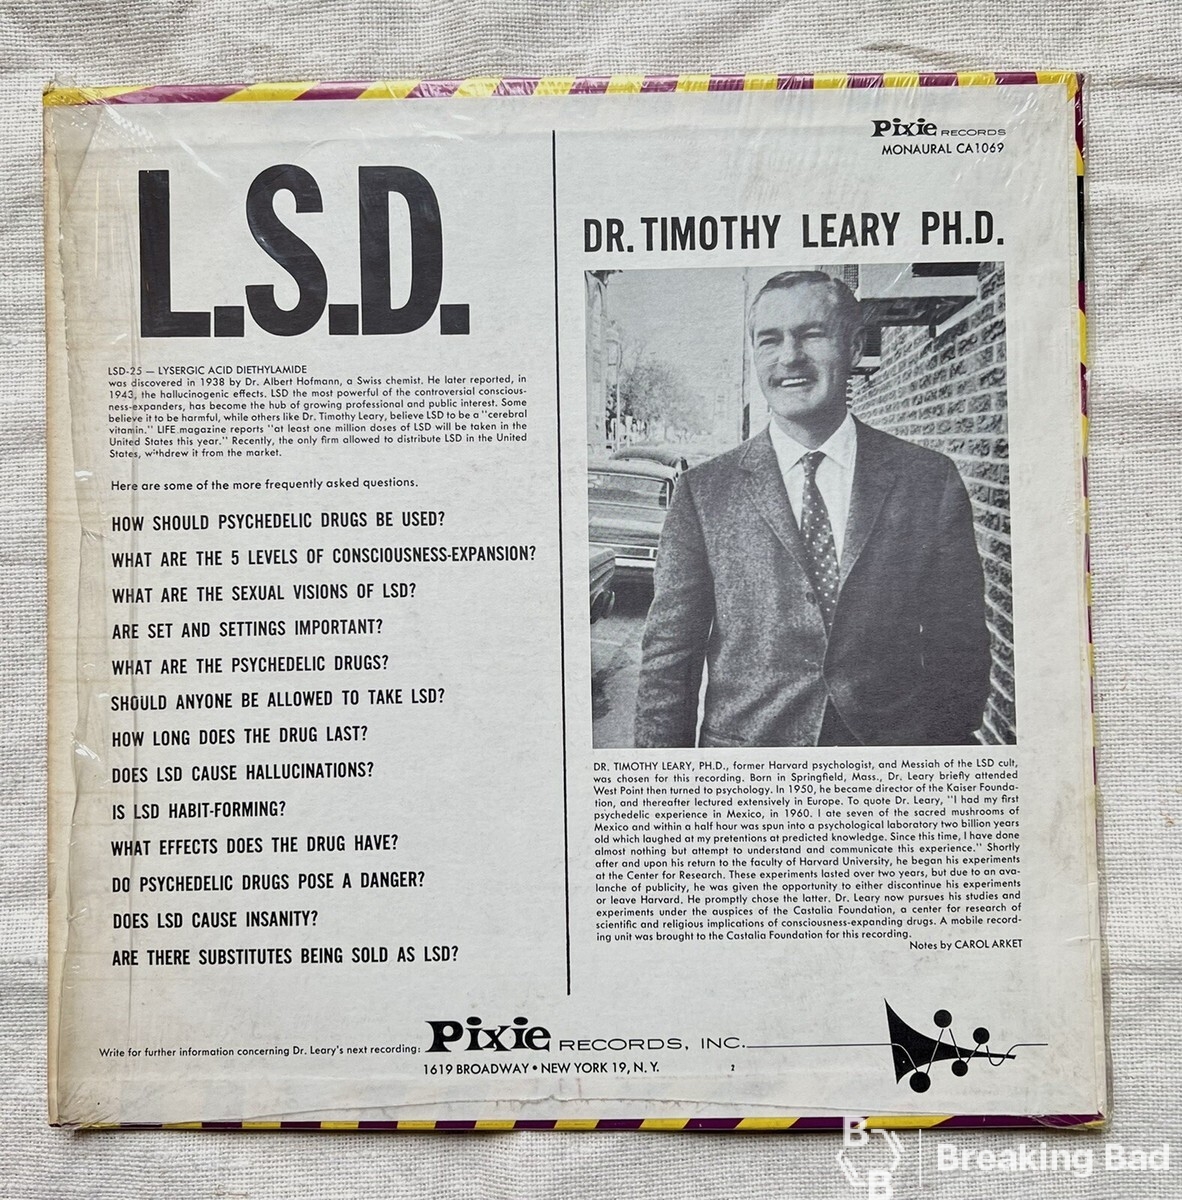 L.S.D.
LSD-25 — LYSERGIC ACID DIETHYLAMIDE
was discovered in 1938 by Dr. Albert Hofmann, a Swiss chemist. He later reported, in
1943, the hallucinogenic effects. LSD the most powerful of the controversial conscious-
ness-expanders, has become the hub of growing professional and public interest. Some
believe it to be harmful, while others like Dr. Timothy Leary, believe LSD to be a "cerebral
vitamin." LIFE magazine reports "at least one million doses of LSD will be taken in the
United States this year." Recently, the only firm allowed to distribute LSD in the United
States, withdrew it from the market.
Here are some of the more frequently asked questions.
HOW SHOULD PSYCHEDELIC DRUGS BE USED?
WHAT ARE THE 5 LEVELS OF CONSCIOUSNESS-EXPANSION?
WHAT ARE THE SEXUAL VISIONS OF LSD?
ARE SET AND SETTINGS IMPORTANT?
WHAT ARE THE PSYCHEDELIC DRUGS?
SHOULD ANYONE BE ALLOWED TO TAKE LSD?
HOW LONG DOES THE DRUG LAST?
DOES LSD CAUSE HALLUCINATIONS?
IS LSD HABIT-FORMING?
WHAT EFFECTS DOES THE DRUG HAVE?
DO PSYCHEDELIC DRUGS POSE A DANGER?
DOES LSD CAUSE INSANITY?
ARE THERE SUBSTITUTES BEING SOLD AS LSD?
Pixie RECORDS
MONAURAL CA1069
DR. TIMOTHY LEARY PH.D.
DR. TIMOTHY LEARY, PH.D., former Harvard psychologist, and Messiah of the LSD cult,
was chosen for this recording. Born in Springfield, Mass., Dr. Leary briefly attended
West Point then turned to psychology. In 1950, he became director of the Kaiser Founda-
tion, and thereafter lectured extensively in Europe. To quote Dr. Leary, "I had my first
psychedelic experience in Mexico, in 1960. I ate seven of the sacred mushrooms of
Mexico and within a half hour was spun into a psychological laboratory two billion years
old which laughed at my pretentions at predicted knowledge. Since this time, I have done
almost nothing but attempt to understand and communicate this experience." Shortly
after and upon his return to the faculty of Harvard University, he began his experiments
at the Center for Research. These experiments lasted over two years, but due to an ava-
lanche of publicity, he was given the opportunity to either discontinue his experiments
or leave Harvard. He promptly chose the latter. Dr. Leary now pursues his studies and
experiments under the auspices of the Castalia Foundation, a center for research of
scientific and religious implications of consciousness-expanding drugs. A mobile record-
ing unit was brought to the Castalia Foundation for this recording.
Notes by CAROL ARKET
Write for further information concerning Dr. Leary's next recording: Pixie RECORDS, INC.
1619 BROADWAY • NEW YORK 19, N. Y. 2
B B Breaking Bad